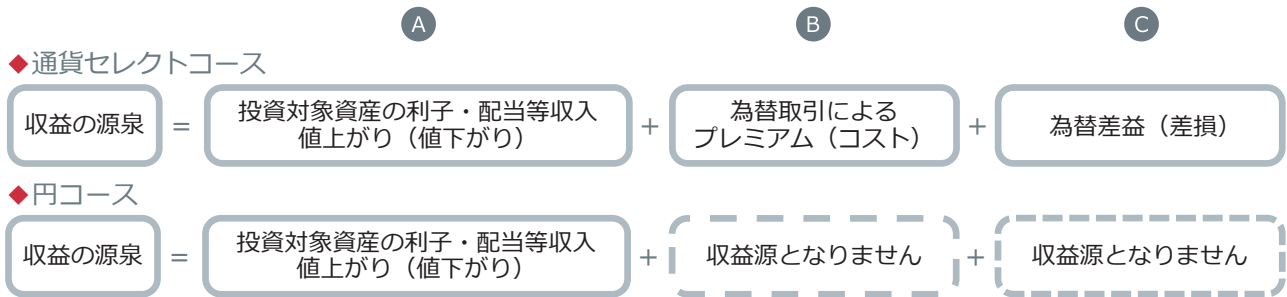 A B C
◆通貨セレクトコース
収益の源泉 = 投資対象資産の利子・配当等収入
値上がり（値下がり） + 為替取引による
プレミアム（コスト） + 為替差益（差損）
◆円コース
収益の源泉 = 投資対象資産の利子・配当等収入
値上がり（値下がり） + 収益源となりません + 収益源となりません